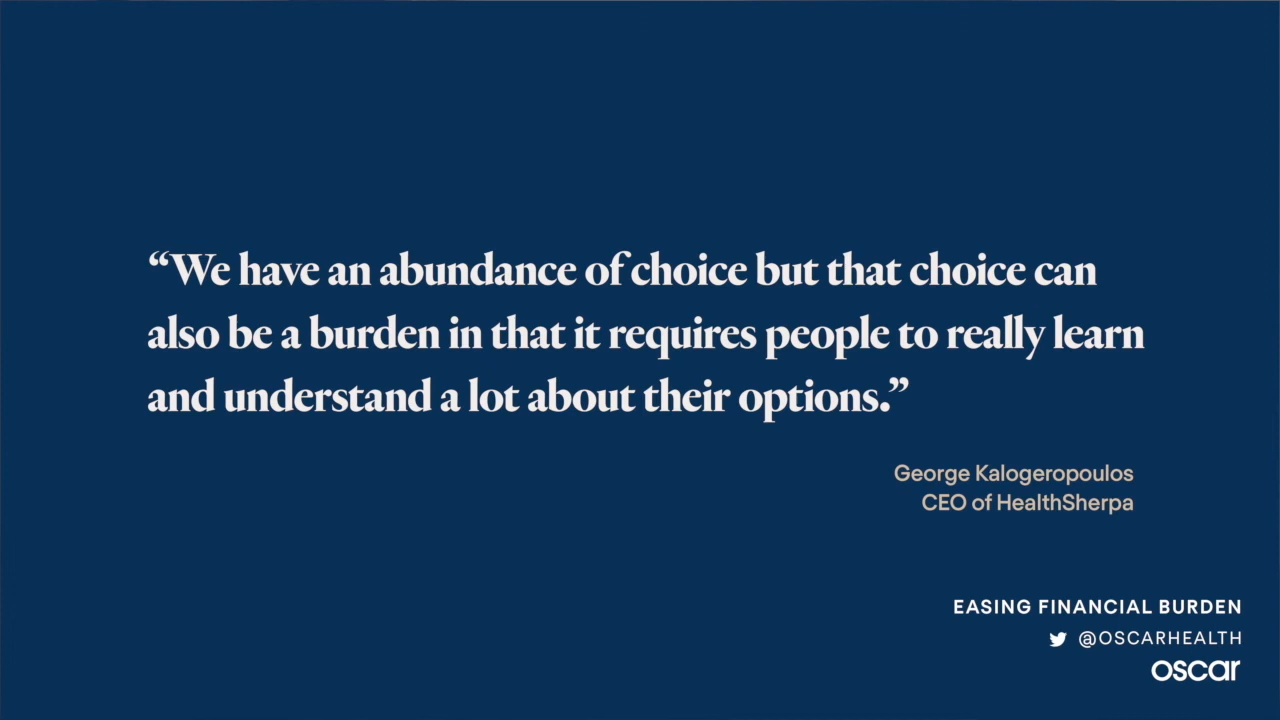 “We have an abundance of choice but that choice can
also be a burden in that it requires people to really learn
and understand a lot about their options.”
George Kalogeropoulos
CEO of HealthSherpa
EASING FINANCIAL BURDEN
@OSCARHEALTH
oscar